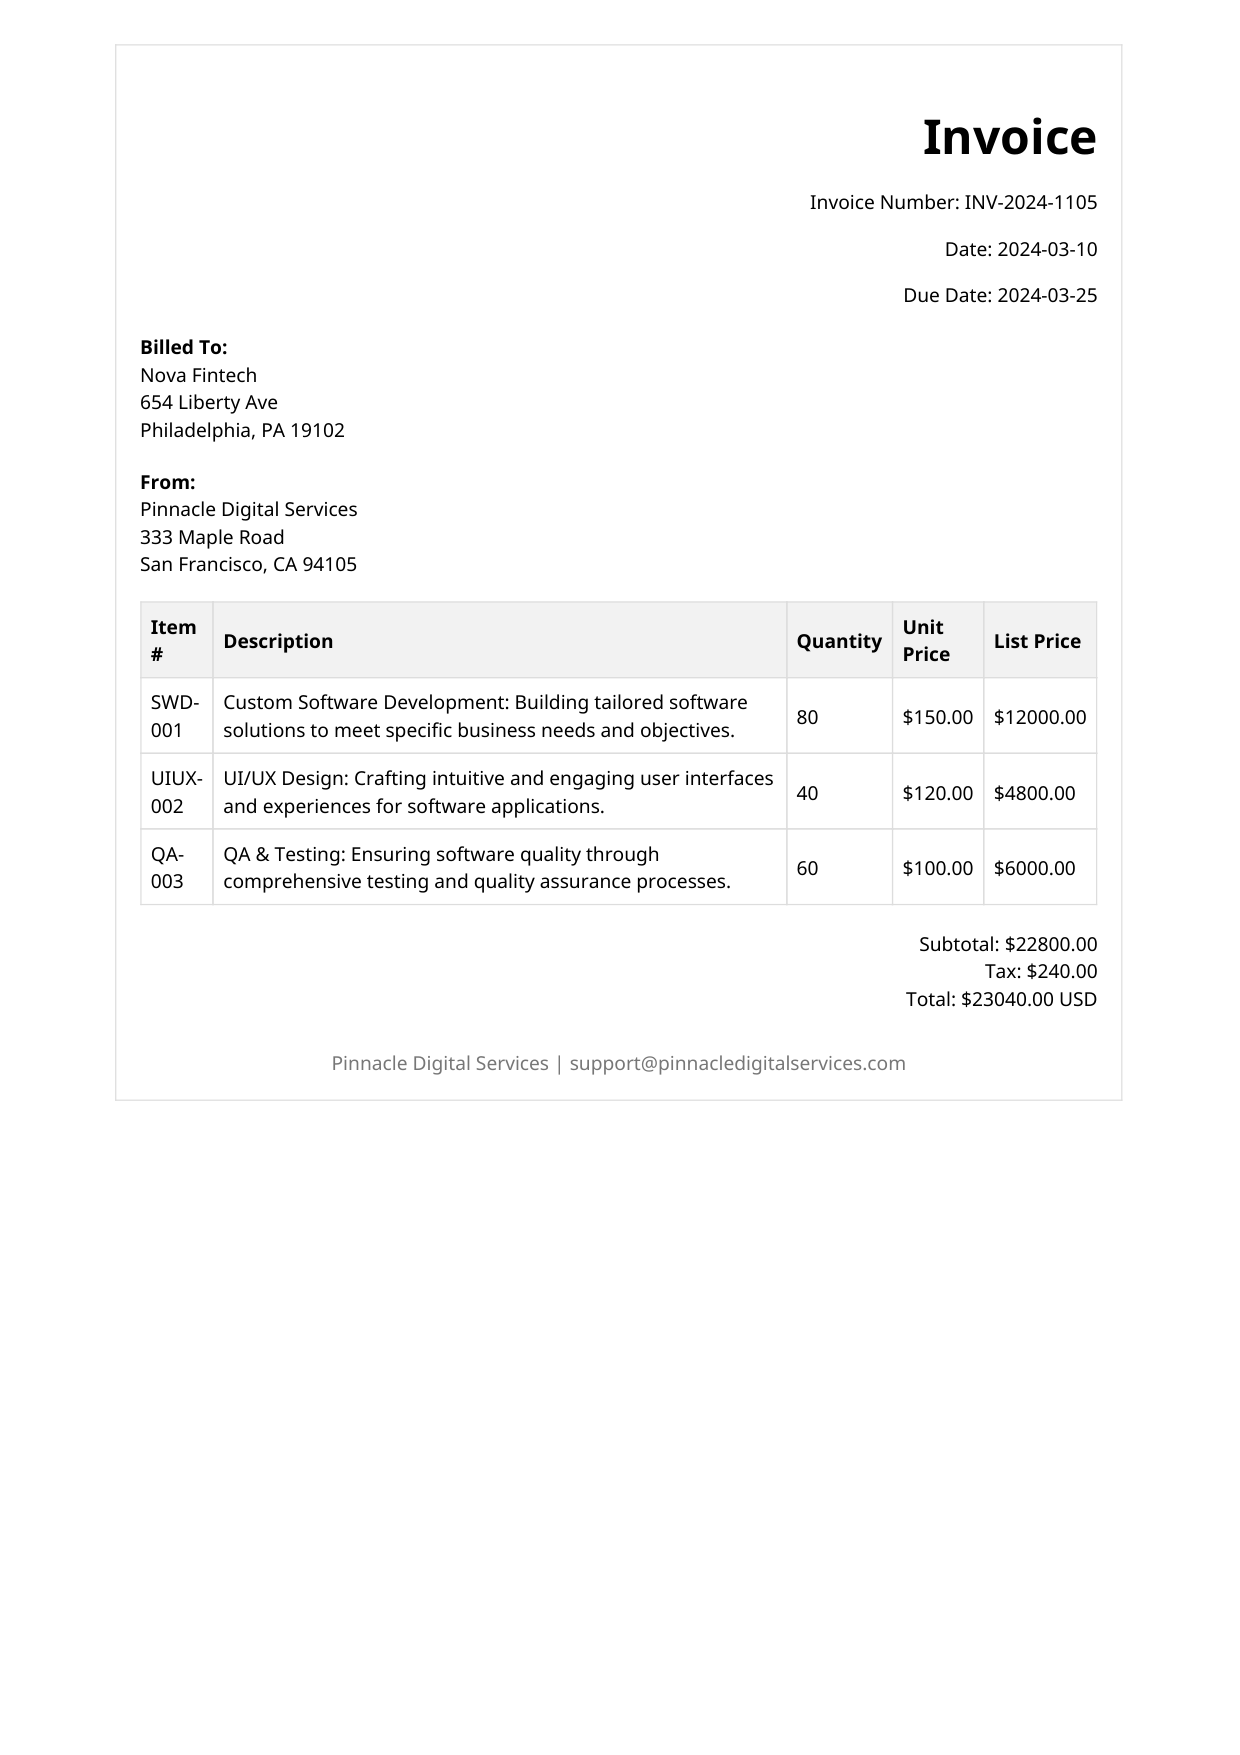 Invoice
Invoice Number: INV-2024-1105
Date: 2024-03-10
Due Date: 2024-03-25
Billed To:
Nova Fintech
654 Liberty Ave
Philadelphia, PA 19102
From:
Pinnacle Digital Services
333 Maple Road
San Francisco, CA 94105
Item # Description Quantity Unit Price List Price
SWD-001 Custom Software Development: Building tailored software
solutions to meet specific business needs and objectives. 80 $150.00 $12000.00
UIUX-002 UI/UX Design: Crafting intuitive and engaging user interfaces
and experiences for software applications. 40 $120.00 $4800.00
QA-003 QA & Testing: Ensuring software quality through
comprehensive testing and quality assurance processes. 60 $100.00 $6000.00
Subtotal: $22800.00
Tax: $240.00
Total: $23040.00 USD
Pinnacle Digital Services | support@pinnacledigitalservices.com